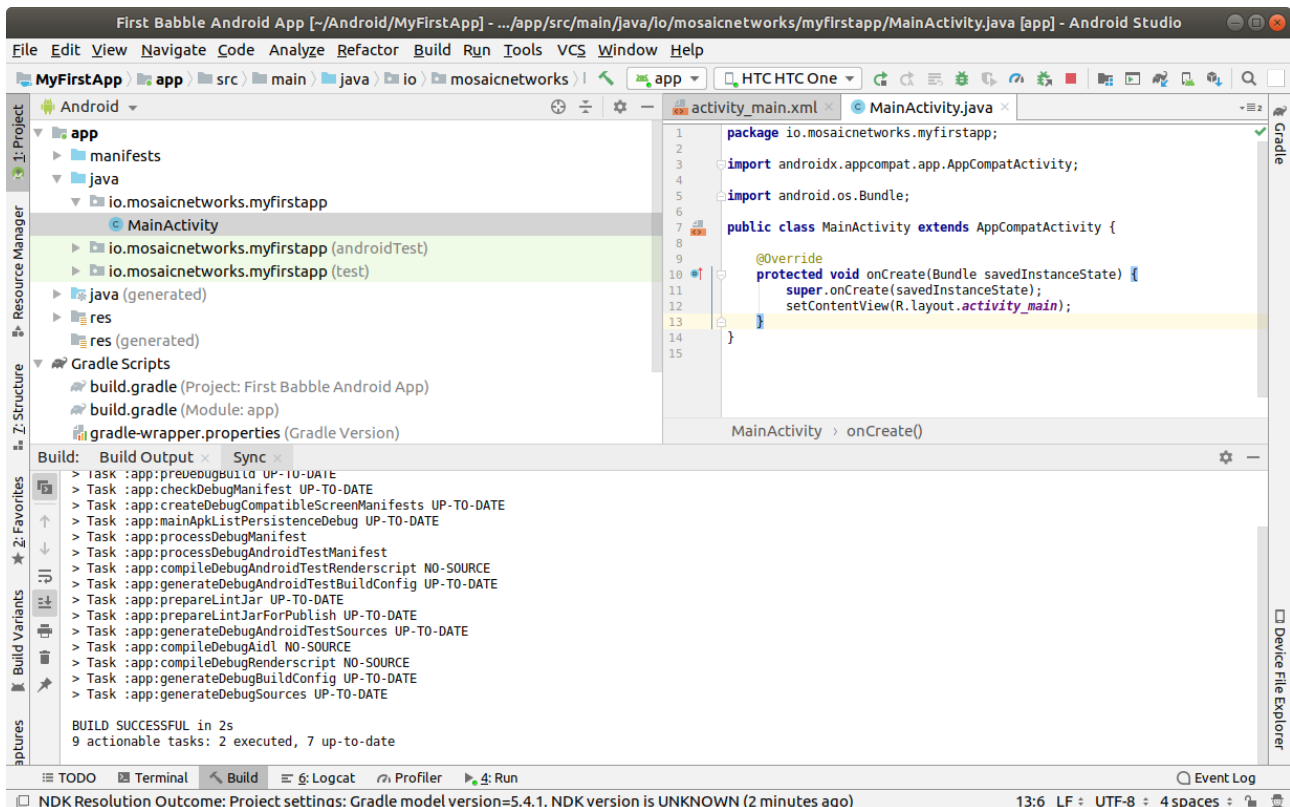 First Babble Android App [~/Android/MyFirstApp] - .../app/src/main/java/io/mosaicnetworks/myfirstapp/MainActivity.java [app] - Android Studio
File Edit View Navigate Code Analyze Refactor Build Run Tools VCS Window Help
MyFirstApp app src main java io mosaicnetworks app HTC HTC One
1: Project
Resource Manager
7: Structure
2: Favorites
Build Variants
aptures
Android
app
manifests
java
io.mosaicnetworks.myfirstapp
MainActivity
io.mosaicnetworks.myfirstapp (androidTest)
io.mosaicnetworks.myfirstapp (test)
java (generated)
res
res (generated)
Gradle Scripts
build.gradle (Project: First Babble Android App)
build.gradle (Module: app)
gradle-wrapper.properties (Gradle Version)
activity_main.xml MainActivity.java 2
1 package io.mosaicnetworks.myfirstapp;
2
3 import androidx.appcompat.app.AppCompatActivity;
4
5 import android.os.Bundle;
6
7 public class MainActivity extends AppCompatActivity {
8
9 @Override
10 protected void onCreate(Bundle savedInstanceState) {
11 super.onCreate(savedInstanceState);
12 setContentView(R.layout.activity_main);
13 }
14 }
15
MainActivity › onCreate()
Gradle
Device File Explorer
Build: Build Output × Sync ×
> Task :app:preDebugBuild UP-TO-DATE
> Task :app:checkDebugManifest UP-TO-DATE
> Task :app:createDebugCompatibleScreenManifests UP-TO-DATE
> Task :app:mainApkListPersistenceDebug UP-TO-DATE
> Task :app:processDebugManifest
> Task :app:processDebugAndroidTestManifest
> Task :app:compileDebugAndroidTestRenderscript NO-SOURCE
> Task :app:generateDebugAndroidTestBuildConfig UP-TO-DATE
> Task :app:prepareLintJar UP-TO-DATE
> Task :app:prepareLintJarForPublish UP-TO-DATE
> Task :app:generateDebugAndroidTestSources UP-TO-DATE
> Task :app:compileDebugAidl NO-SOURCE
> Task :app:compileDebugRenderscript NO-SOURCE
> Task :app:generateDebugBuildConfig UP-TO-DATE
> Task :app:generateDebugSources UP-TO-DATE
BUILD SUCCESSFUL in 2s
9 actionable tasks: 2 executed, 7 up-to-date
TODO Terminal Build 6: Logcat Profiler 4: Run Event Log
NDK Resolution Outcome: Project settings: Gradle model version=5.4.1, NDK version is UNKNOWN (2 minutes ago) 13:6 LF UTF-8 4 spaces